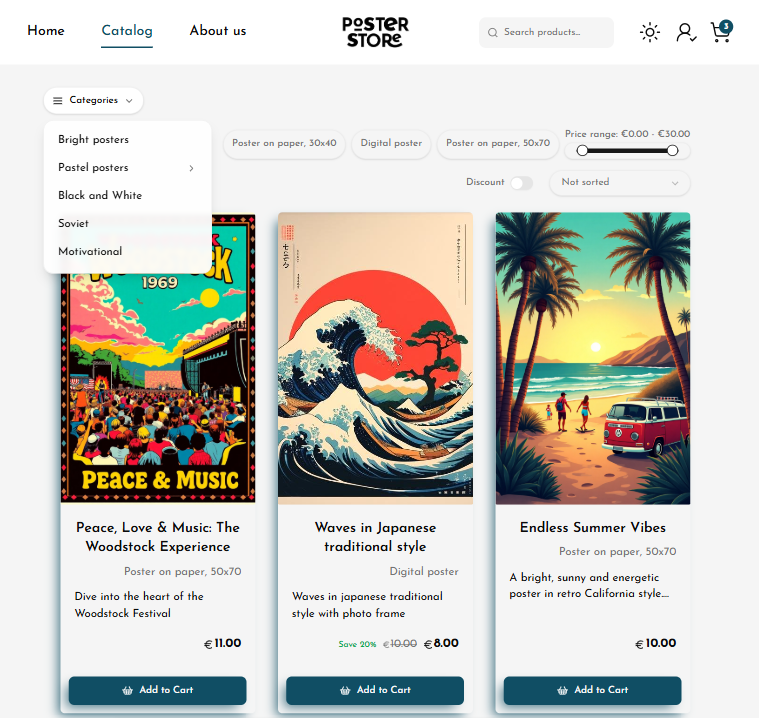 Home
Catalog
About us
POSTER
STORE
Search products...
3
Categories
Bright posters
Pastel posters
Black and White
Soviet
Motivational
Poster on paper, 30x40
Digital poster
Poster on paper, 50x70
Price range: €0.00 - €30.00
Discount
Not sorted
1969
PEACE & MUSIC
Peace, Love & Music: The
Woodstock Experience
Poster on paper, 50x70
Dive into the heart of the
Woodstock Festival
€ 11.00
Add to Cart
Waves in Japanese
traditional style
Digital poster
Waves in japanese traditional
style with photo frame
Save 20% €10.00 €8.00
Add to Cart
Endless Summer Vibes
Poster on paper, 50x70
A bright, sunny and energetic
poster in retro California style....
€ 10.00
Add to Cart